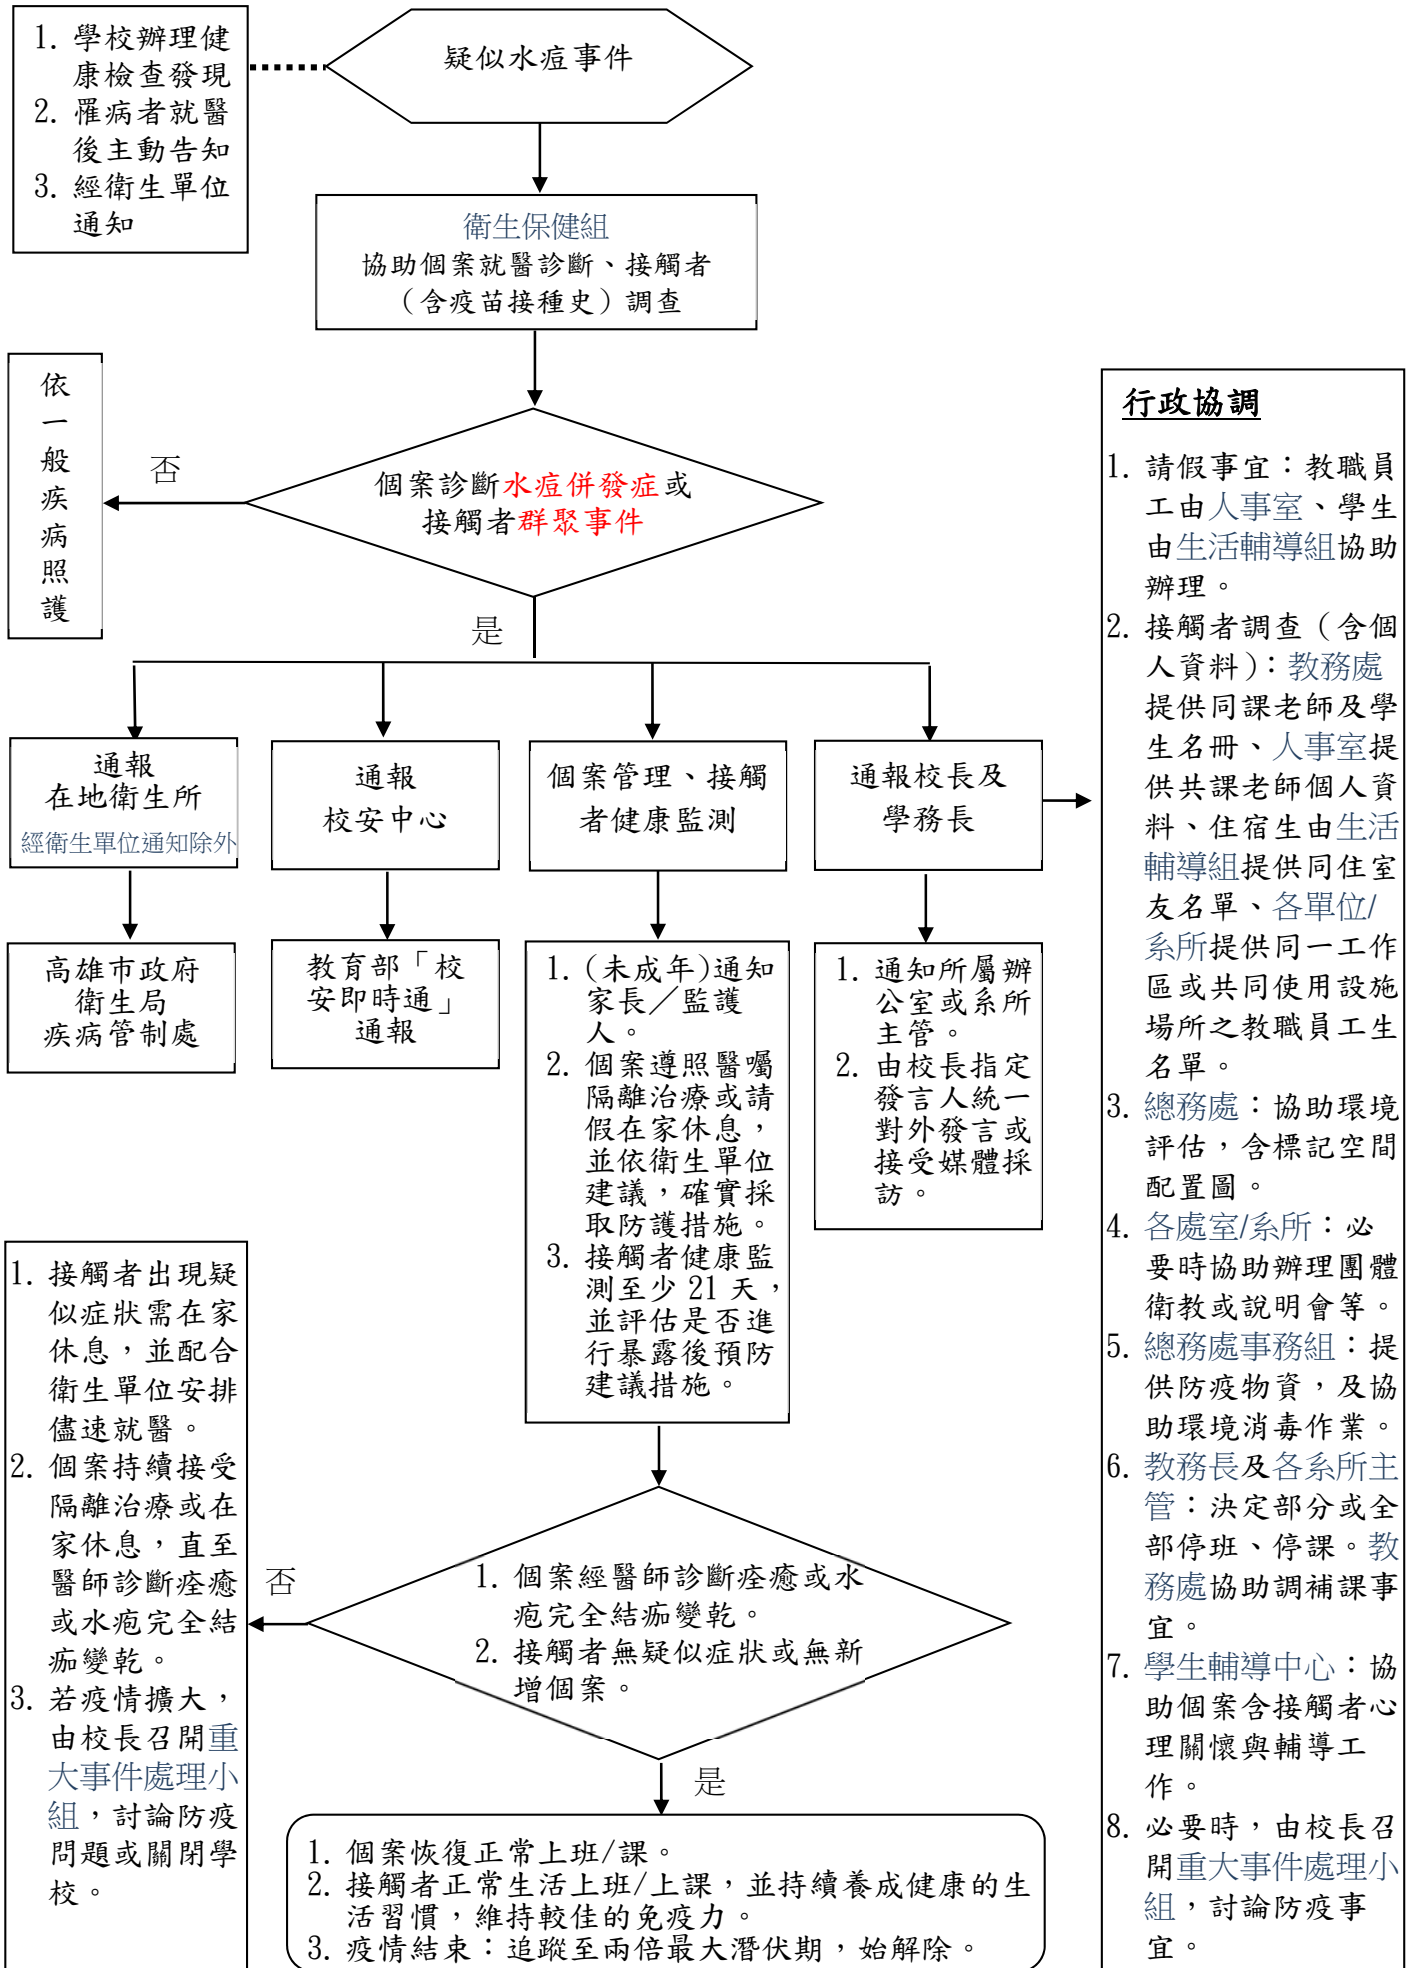 1. 學校辦理健
康檢查發現
2. 罹病者就醫
後主動告知
3. 經衛生單位
通知
疑似水痘事件
衛生保健組
協助個案就醫診斷、接觸者
（含疫苗接種史）調查
依
一
般
疾
病
照
護
否
個案診斷水痘併發症或
接觸者群聚事件
是
通報
在地衛生所
經衛生單位通知除外
通報
校安中心
個案管理、接觸
者健康監測
通報校長及
學務長
高雄市政府
衛生局
疾病管制處
教育部「校
安即時通」
通報
1. (未成年)通知
家長／監護
人。
2. 個案遵照醫囑
隔離治療或請
假在家休息，
並依衛生單位
建議，確實採
取防護措施。
3. 接觸者健康監
測至少 21 天，
並評估是否進
行暴露後預防
建議措施。
1. 通知所屬辦
公室或系所
主管。
2. 由校長指定
發言人統一
對外發言或
接受媒體採
訪。
行政協調
1. 請假事宜：教職員
工由人事室、學生
由生活輔導組協助
辦理。
2. 接觸者調查（含個
人資料）：教務處
提供同課老師及學
生名冊、人事室提
供共課老師個人資
料、住宿生由生活
輔導組提供同住室
友名單、各單位/
系所提供同一工作
區或共同使用設施
場所之教職員工生
名單。
3. 總務處：協助環境
評估，含標記空間
配置圖。
4. 各處室/系所：必
要時協助辦理團體
衛教或說明會等。
5. 總務處事務組：提
供防疫物資，及協
助環境消毒作業。
6. 教務長及各系所主
管：決定部分或全
部停班、停課。教
務處協助調補課事
宜。
7. 學生輔導中心：協
助個案含接觸者心
理關懷與輔導工
作。
8. 必要時，由校長召
開重大事件處理小
組，討論防疫事
宜。
1. 接觸者出現疑
似症狀需在家
休息，並配合
衛生單位安排
儘速就醫。
2. 個案持續接受
隔離治療或在
家休息，直至
醫師診斷痊癒
或水疱完全結
痂變乾。
3. 若疫情擴大，
由校長召開重
大事件處理小
組，討論防疫
問題或關閉學
校。
否
1. 個案經醫師診斷痊癒或水
疱完全結痂變乾。
2. 接觸者無疑似症狀或無新
增個案。
是
1. 個案恢復正常上班/課。
2. 接觸者正常生活上班/上課，並持續養成健康的生
活習慣，維持較佳的免疫力。
3. 疫情結束：追蹤至兩倍最大潛伏期，始解除。